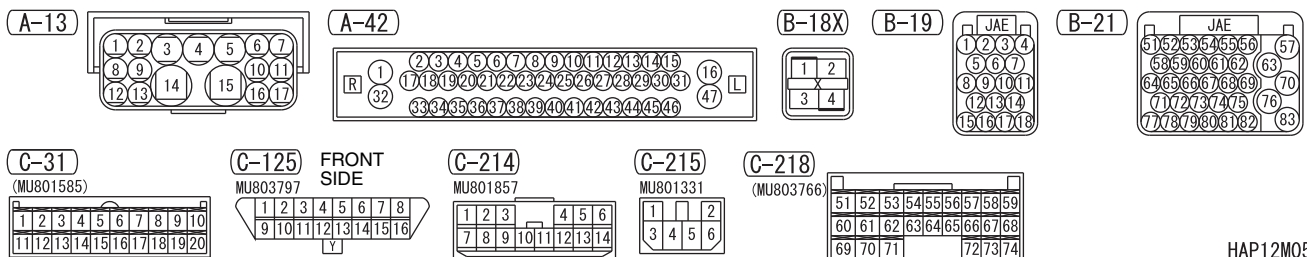 A-13
1 2 3 4 5 6 7
8 9 10 11
14 15
12 13 16 17
A-42
2 3 4 5 6 7 8 9 10 11 12 13 14 15
R 1 16 L
17 18 19 20 21 22 23 24 25 26 27 28 29 30 31
32 47
33 34 35 36 37 38 39 40 41 42 43 44 45 46
B-18X
1 2
X
3 4
B-19
JAE
1 2 3 4
5 6 7
8 9 10 11
12 13 14
15 16 17 18
B-21
JAE
51 52 53 54 55 56 57
58 59 60 61 62 63
64 65 66 67 68 69 70
71 72 73 74 75 76
77 78 79 80 81 82 83
C-31
(MU801585)
1 2 3 4 5 6 7 8 9 10
11 12 13 14 15 16 17 18 19 20
C-125 FRONT
MU803797 SIDE
1 2 3 4 5 6 7 8
9 10 11 12 13 14 15 16
Y
C-214
MU801857
1 2 3 4 5 6
7 8 9 10 11 12 13 14
C-215
MU801331
1 2
3 4 5 6
C-218
(MU803766)
51 52 53 54 55 56 57 58 59
60 61 62 63 64 65 66 67 68
69 70 71 72 73 74